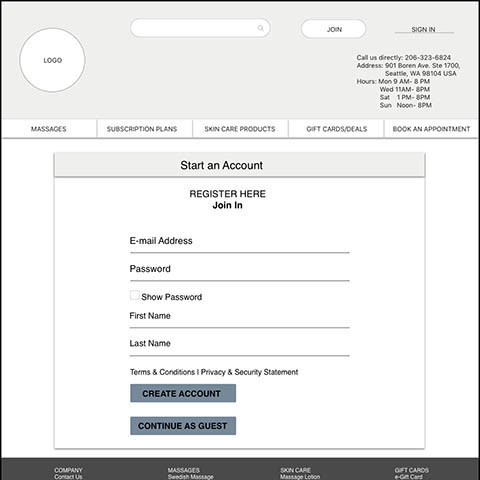 LOGO
JOIN
SIGN IN
Call us directly: 206-323-6824
Address: 901 Boren Ave. Ste 1700,
Seattle, WA 98104 USA
Hours: Mon 9 AM- 8 PM
Wed 11AM- 8PM
Sat 1 PM- 8PM
Sun Noon- 8PM
MASSAGES SUBSCRIPTION PLANS SKIN CARE PRODUCTS GIFT CARDS/DEALS BOOK AN APPOINTMENT
Start an Account
REGISTER HERE
Join In
E-mail Address
Password
Show Password
First Name
Last Name
Terms & Conditions | Privacy & Security Statement
CREATE ACCOUNT
CONTINUE AS GUEST
COMPANY MASSAGES SKIN CARE GIFT CARDS
Contact Us Swedish Massage Massage Lotion e-Gift Card